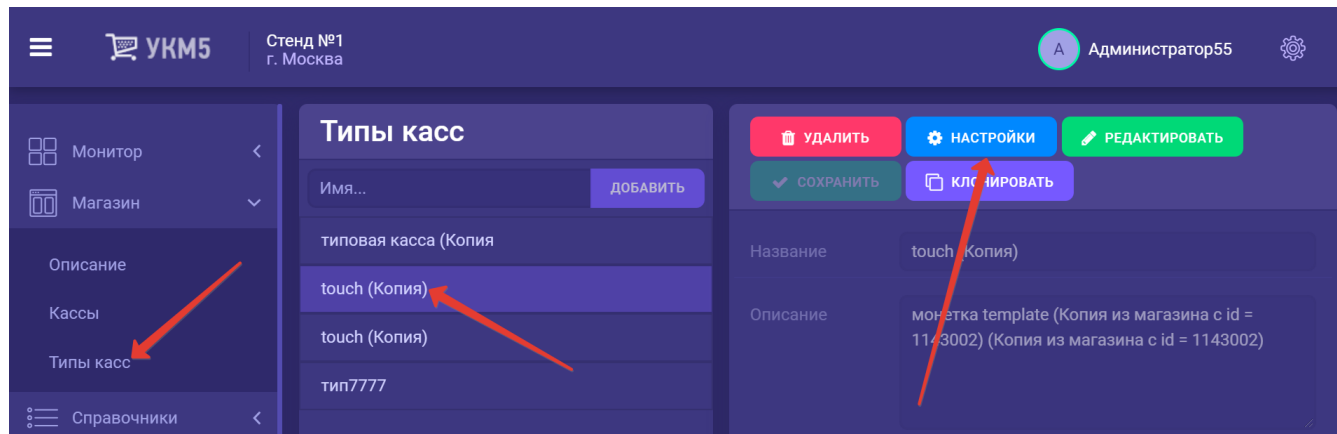 УКМ5
Стенд №1
г. Москва
А
Администратор55
Монитор
Магазин
Описание
Кассы
Типы касс
Справочники
Типы касс
Имя...
ДОБАВИТЬ
типовая касса (Копия
touch (Копия)
touch (Копия)
тип7777
УДАЛИТЬ
НАСТРОЙКИ
РЕДАКТИРОВАТЬ
СОХРАНИТЬ
КЛОНИРОВАТЬ
Название
touch (Копия)
Описание
монетка template (Копия из магазина с id =
1143002) (Копия из магазина с id = 1143002)